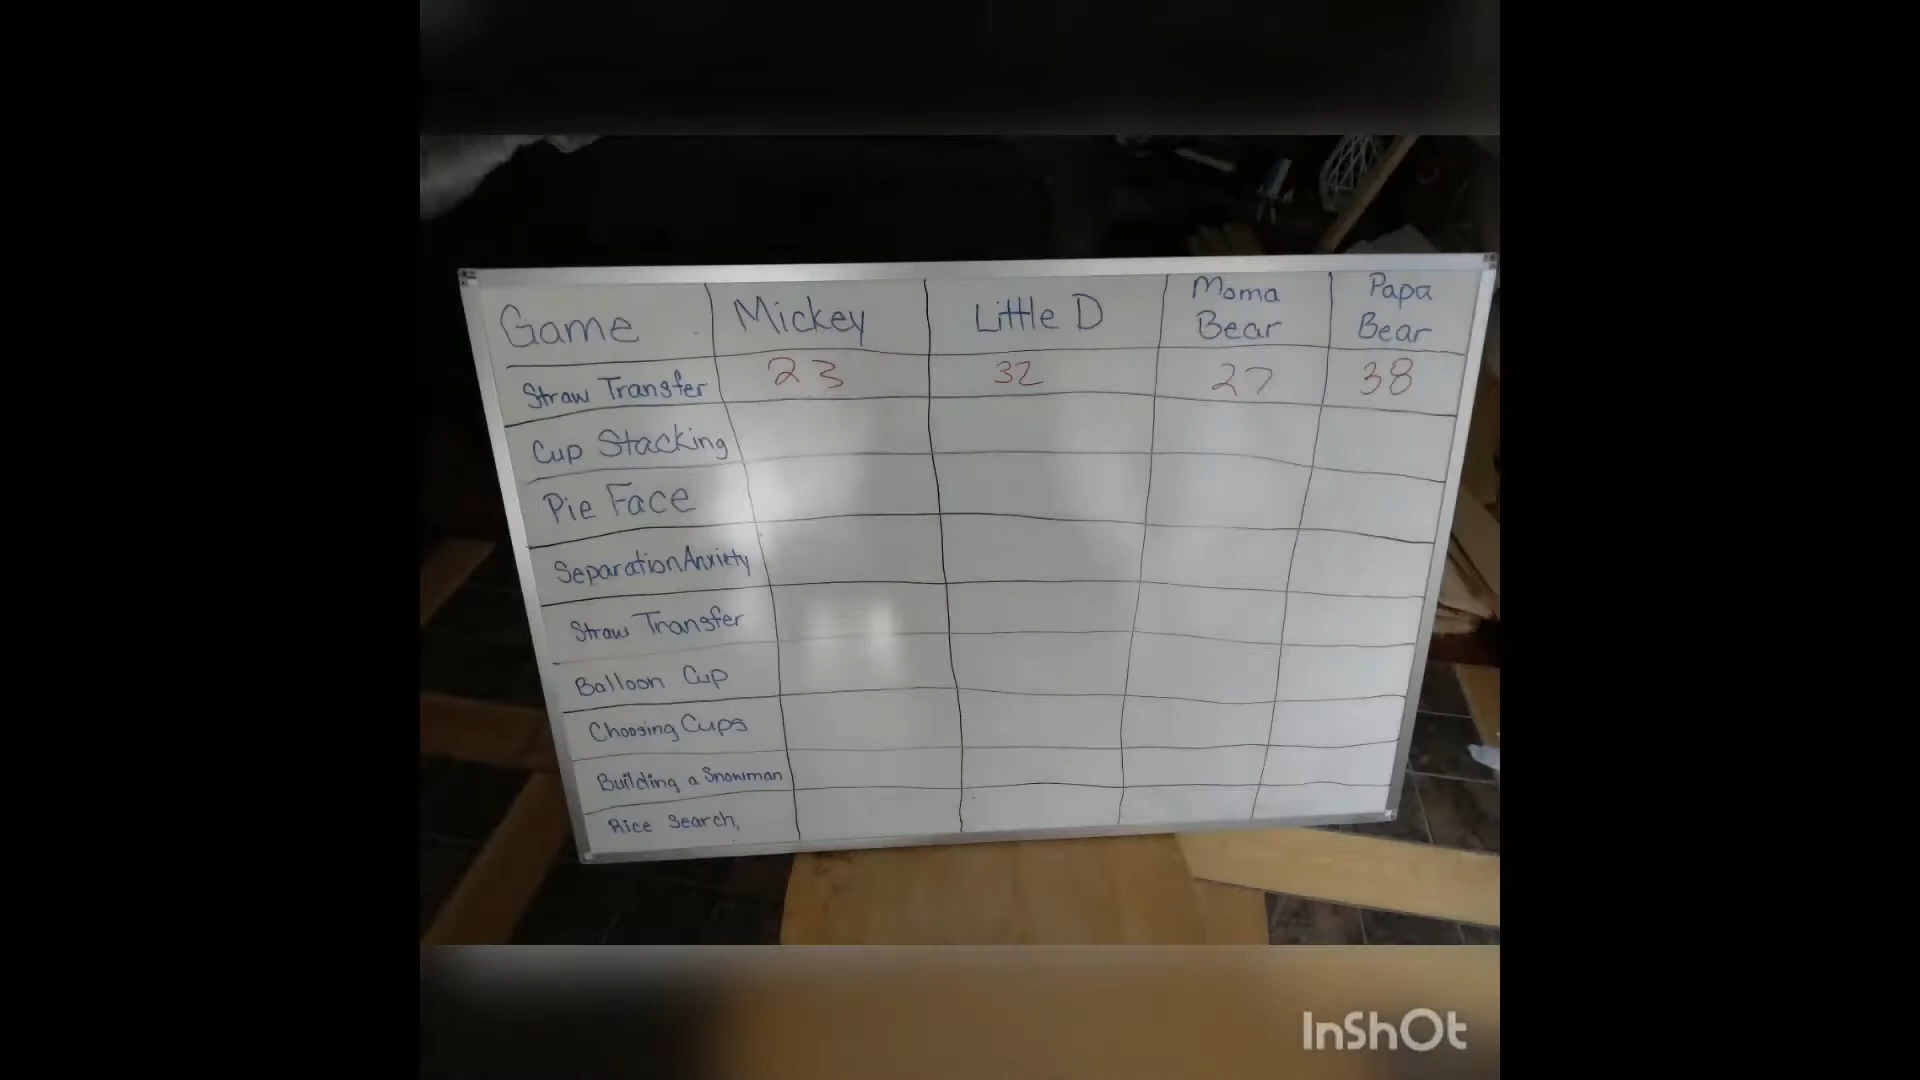 Game Mickey Little D Moma Bear Papa Bear
Straw Transfer 23 32 27 38
Cup Stacking
Pie Face
Separation Anxiety
Straw Transfer
Balloon Cup
Choosing Cups
Building a Snowman
Rice Search,
InShOt